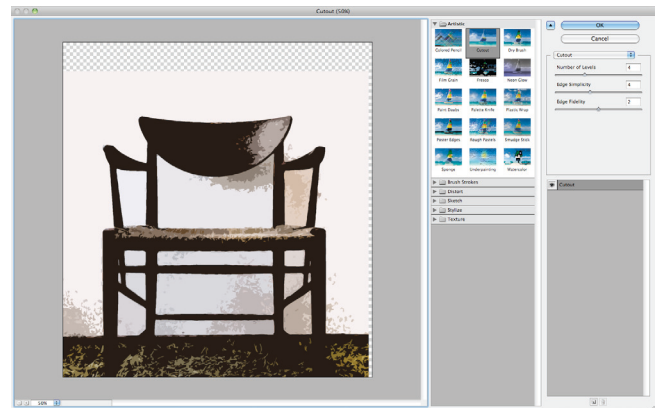 Cutout (50%)
Artistic
Colored Pencil
Cutout
Dry Brush
Film Grain
Fresco
Neon Glow
Paint Daubs
Palette Knife
Plastic Wrap
Poster Edges
Rough Pastels
Smudge Stick
Sponge
Underpainting
Watercolor
Brush Strokes
Distort
Sketch
Stylize
Texture
OK
Cancel
Cutout
Number of Levels
4
Edge Simplicity
4
Edge Fidelity
2
Cutout
50%